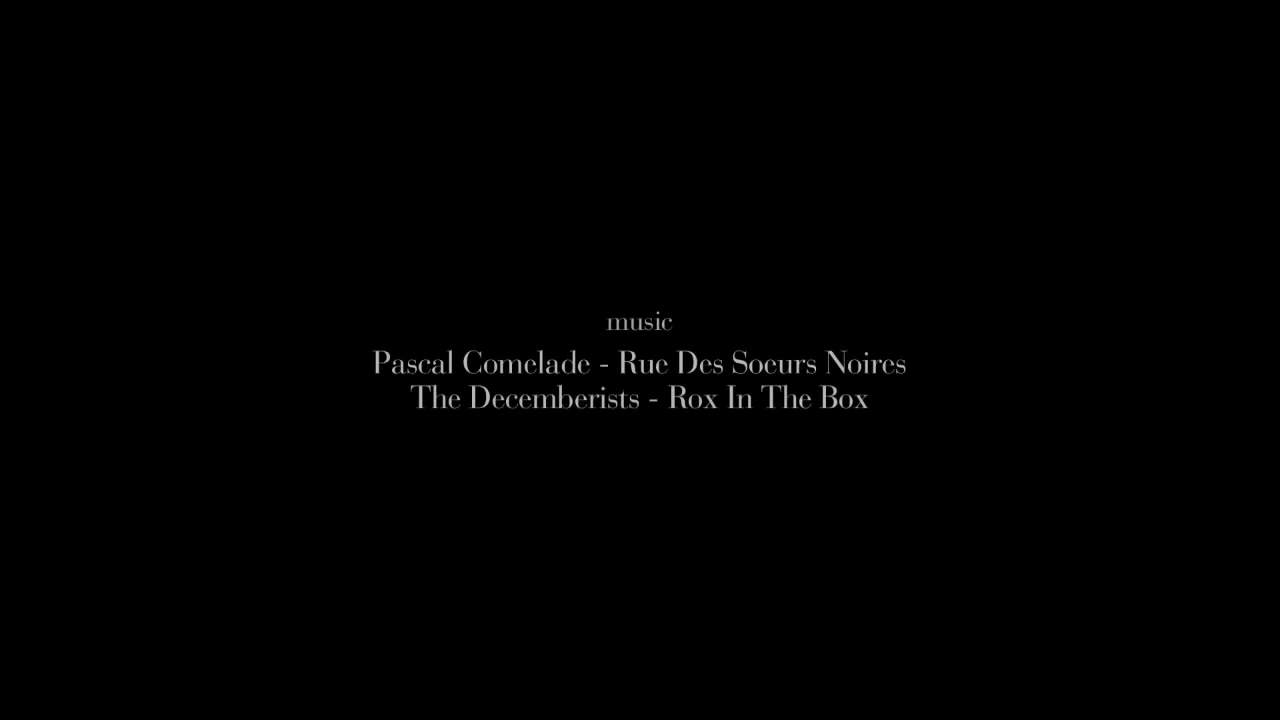 music
Pascal Comelade - Rue Des Soeurs Noires
The Decemberists - Rox In The Box